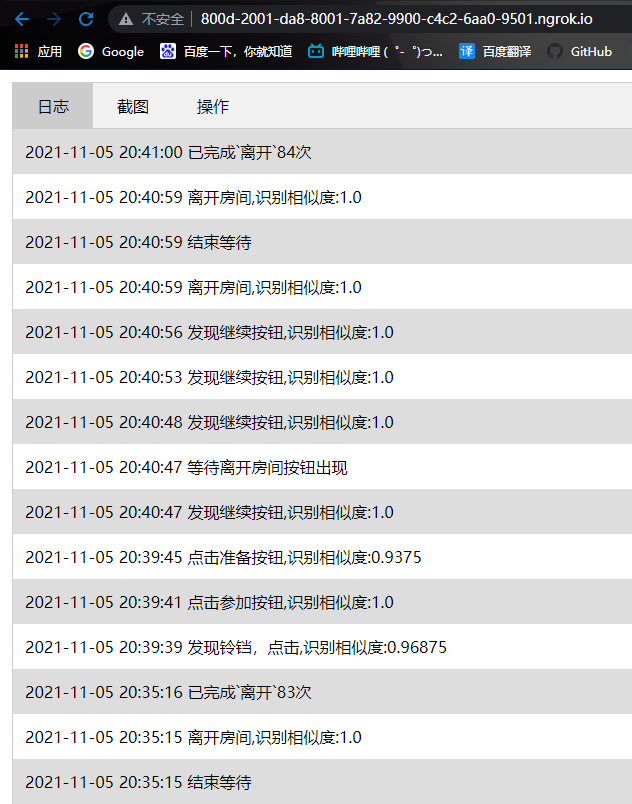 不安全 800d-2001-da8-8001-7a82-9900-c4c2-6aa0-9501.ngrok.io
应用 Google 百度一下，你就知道 哔哩哔哩 ( ゜- ゜)つ... 译 百度翻译 GitHub
日志 截图 操作
2021-11-05 20:41:00 已完成`离开`84次
2021-11-05 20:40:59 离开房间,识别相似度:1.0
2021-11-05 20:40:59 结束等待
2021-11-05 20:40:59 离开房间,识别相似度:1.0
2021-11-05 20:40:56 发现继续按钮,识别相似度:1.0
2021-11-05 20:40:53 发现继续按钮,识别相似度:1.0
2021-11-05 20:40:48 发现继续按钮,识别相似度:1.0
2021-11-05 20:40:47 等待离开房间按钮出现
2021-11-05 20:40:47 发现继续按钮,识别相似度:1.0
2021-11-05 20:39:45 点击准备按钮,识别相似度:0.9375
2021-11-05 20:39:41 点击参加按钮,识别相似度:1.0
2021-11-05 20:39:39 发现铃铛，点击,识别相似度:0.96875
2021-11-05 20:35:16 已完成`离开`83次
2021-11-05 20:35:15 离开房间,识别相似度:1.0
2021-11-05 20:35:15 结束等待